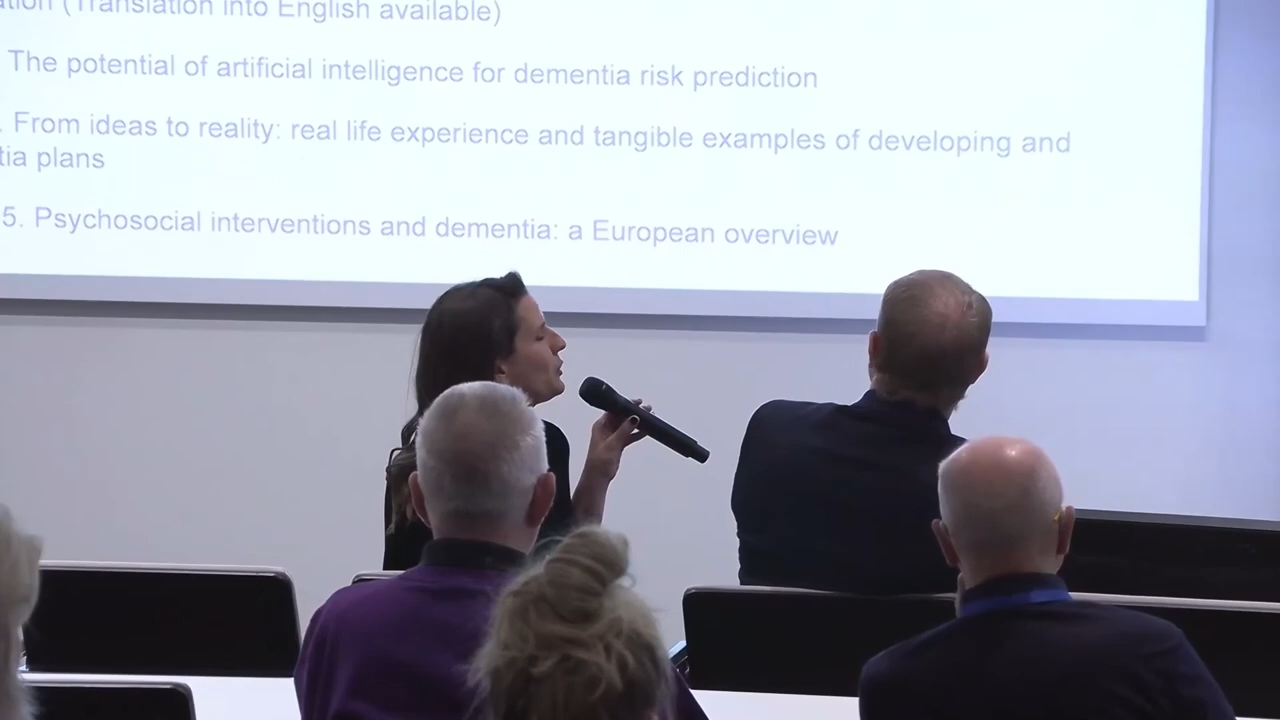 (Translation into English available)
The potential of artificial intelligence for dementia risk prediction
. From ideas to reality: real life experience and tangible examples of developing and
tia plans
5. Psychosocial interventions and dementia: a European overview